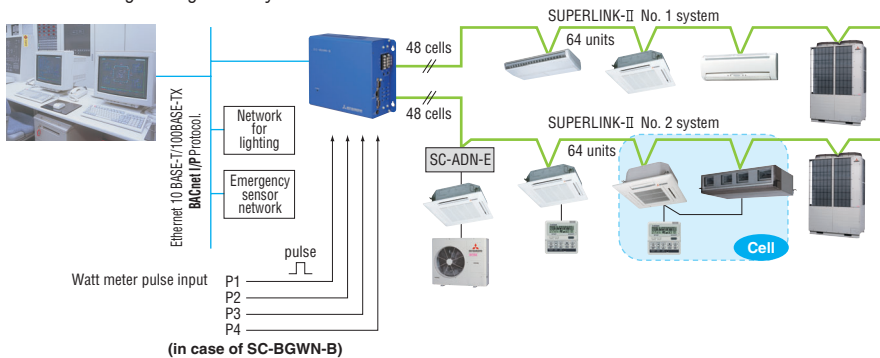 SUPERLINK-II No. 1 system
48 cells
64 units
48 cells
SUPERLINK-II No. 2 system
64 units
SC-ADN-E
Cell
Ethernet 10 BASE-T/100BASE-TX
BACnet I/P Protoool.
Network
for
lighting
Emergency
sensor
network
pulse
Watt meter pulse input
P1
P2
P3
P4
(in case of SC-BGWN-B)